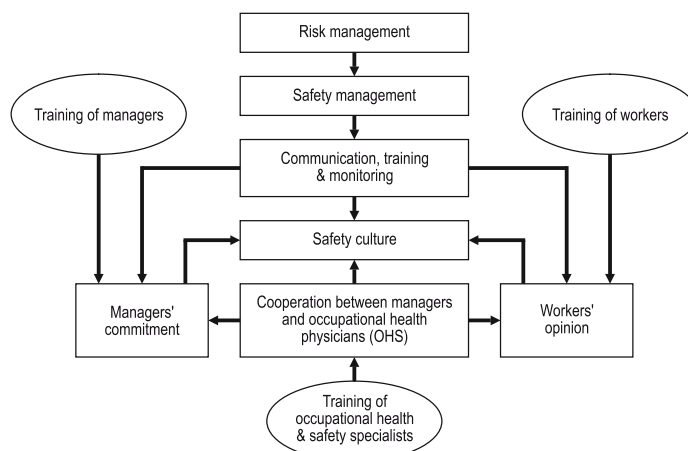 Risk management
Safety management
Training of managers
Training of workers
Communication, training
& monitoring
Safety culture
Managers'
commitment
Cooperation between managers
and occupational health
physicians (OHS)
Workers'
opinion
Training of
occupational health
& safety specialists